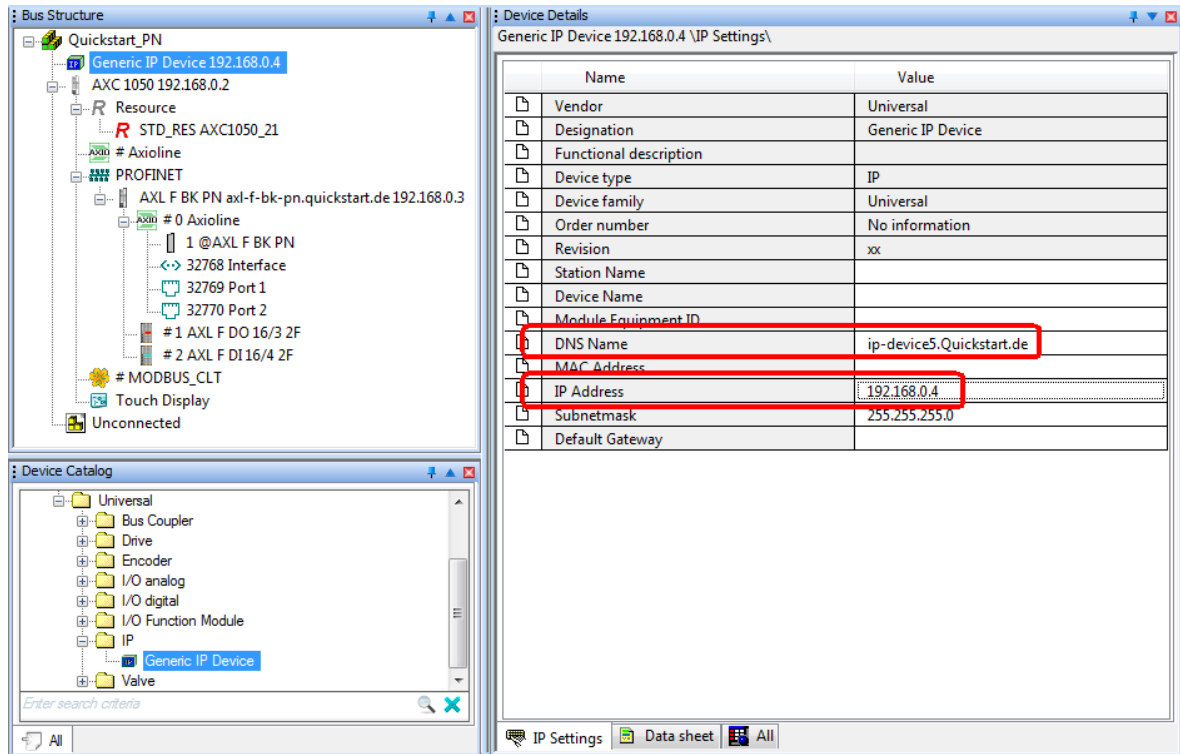 Bus Structure
Quickstart_PN
Generic IP Device 192.168.0.4
AXC 1050 192.168.0.2
R Resource
R STD_RES AXC1050_21
AXIO # Axioline
PROFINET
AXL F BK PN axl-f-bk-pn.quickstart.de 192.168.0.3
AXIO # 0 Axioline
1 @AXL F BK PN
32768 Interface
32769 Port 1
32770 Port 2
# 1 AXL F DO 16/3 2F
# 2 AXL F DI 16/4 2F
# MODBUS_CLT
Touch Display
Unconnected
Device Catalog
Universal
Bus Coupler
Drive
Encoder
I/O analog
I/O digital
I/O Function Module
IP
Generic IP Device
Valve
Enter search criteria
All
Device Details
Generic IP Device 192.168.0.4 \IP Settings\
Name Value
Vendor Universal
Designation Generic IP Device
Functional description
Device type IP
Device family Universal
Order number No information
Revision xx
Station Name
Device Name
Module Equipment ID
DNS Name ip-device5.Quickstart.de
MAC Address
IP Address 192.168.0.4
Subnetmask 255.255.255.0
Default Gateway
IP Settings Data sheet All